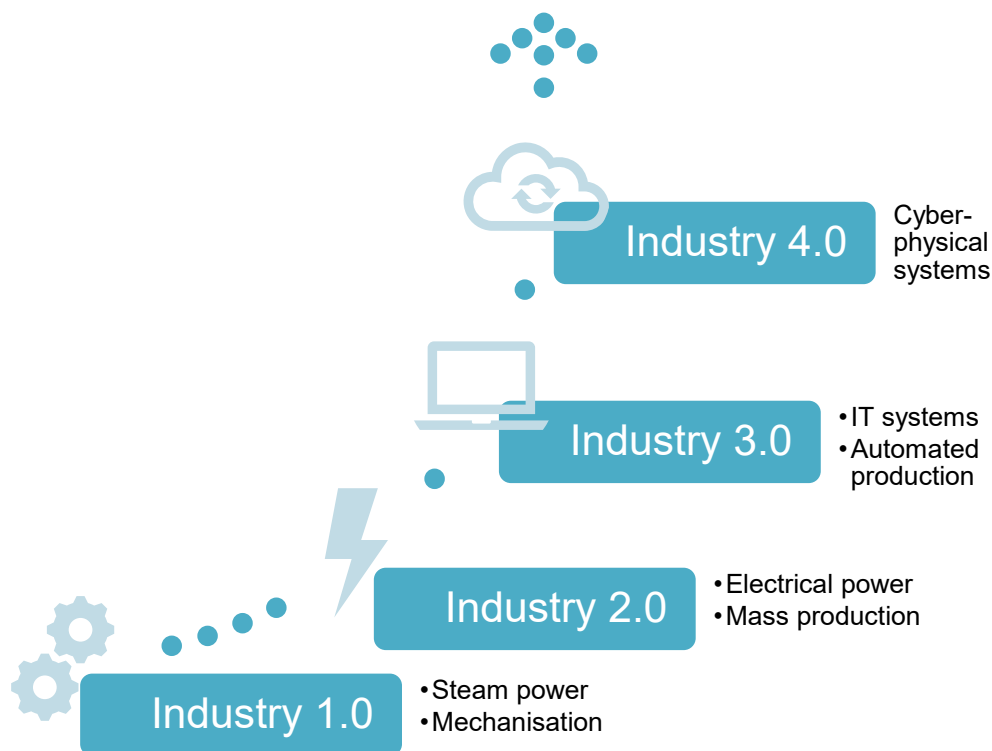 Industry 4.0
Cyber-
physical
systems
Industry 3.0
•IT systems
•Automated
production
Industry 2.0
•Electrical power
•Mass production
Industry 1.0
•Steam power
•Mechanisation